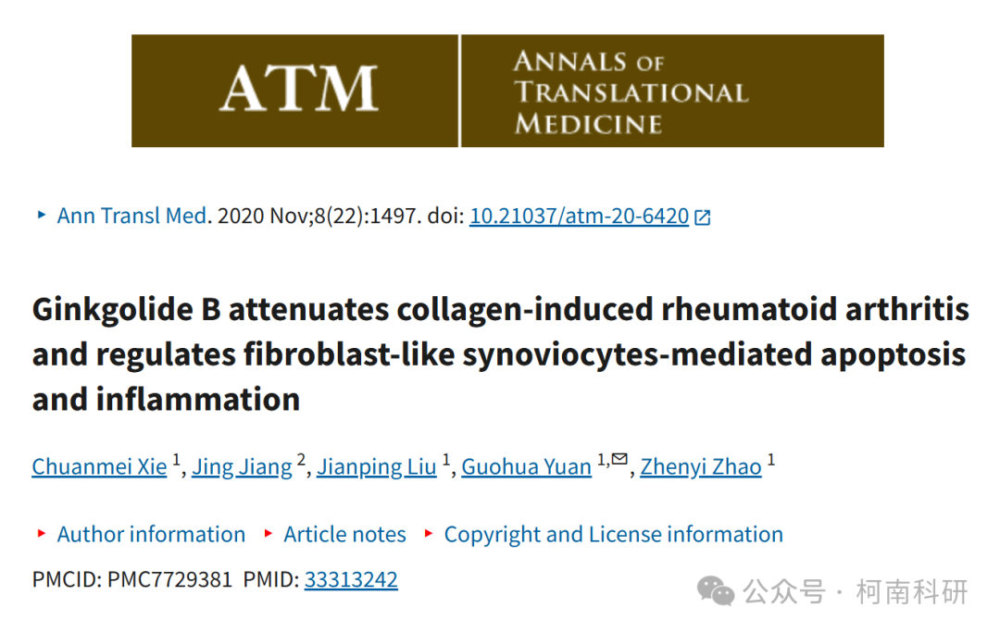 ATM
ANNALS OF
TRANSLATIONAL
MEDICINE
Ann Transl Med. 2020 Nov;8(22):1497. doi: 10.21037/atm-20-6420
Ginkgolide B attenuates collagen-induced rheumatoid arthritis
and regulates fibroblast-like synoviocytes-mediated apoptosis
and inflammation
Chuanmei Xie 1, Jing Jiang 2, Jianping Liu 1, Guohua Yuan 1,✉, Zhenyi Zhao 1
▸ Author information ▸ Article notes ▸ Copyright and License information
PMCID: PMC7729381 PMID: 33313242
公众号 · 柯南科研